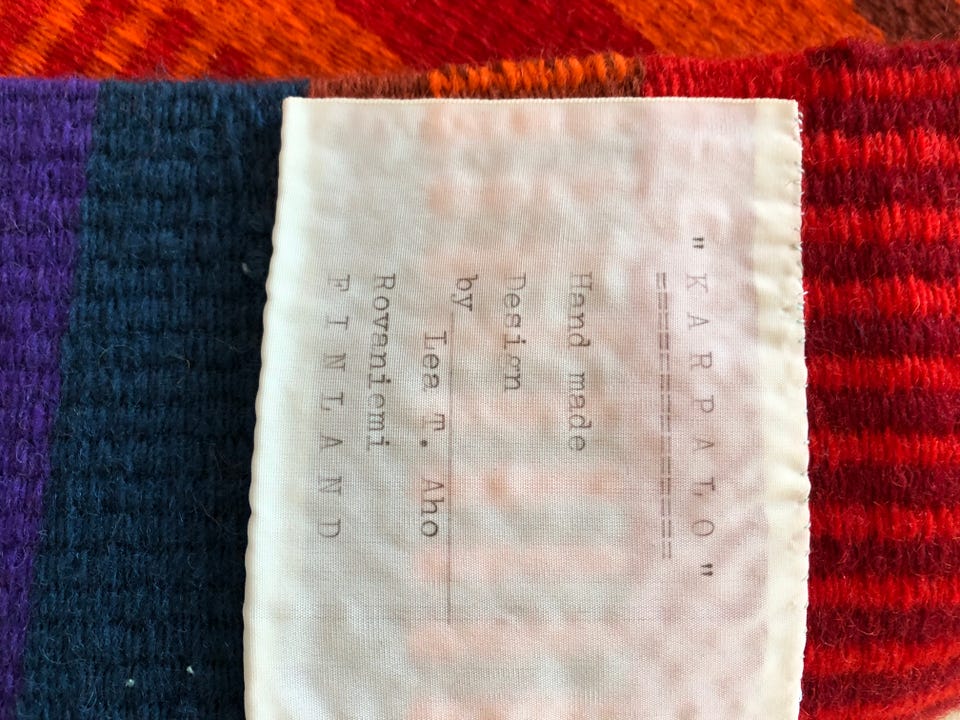 "K A R P A L O"
==============
Hand made
Design
by
Lea T. Aho
Rovaniemi
F I N L A N D